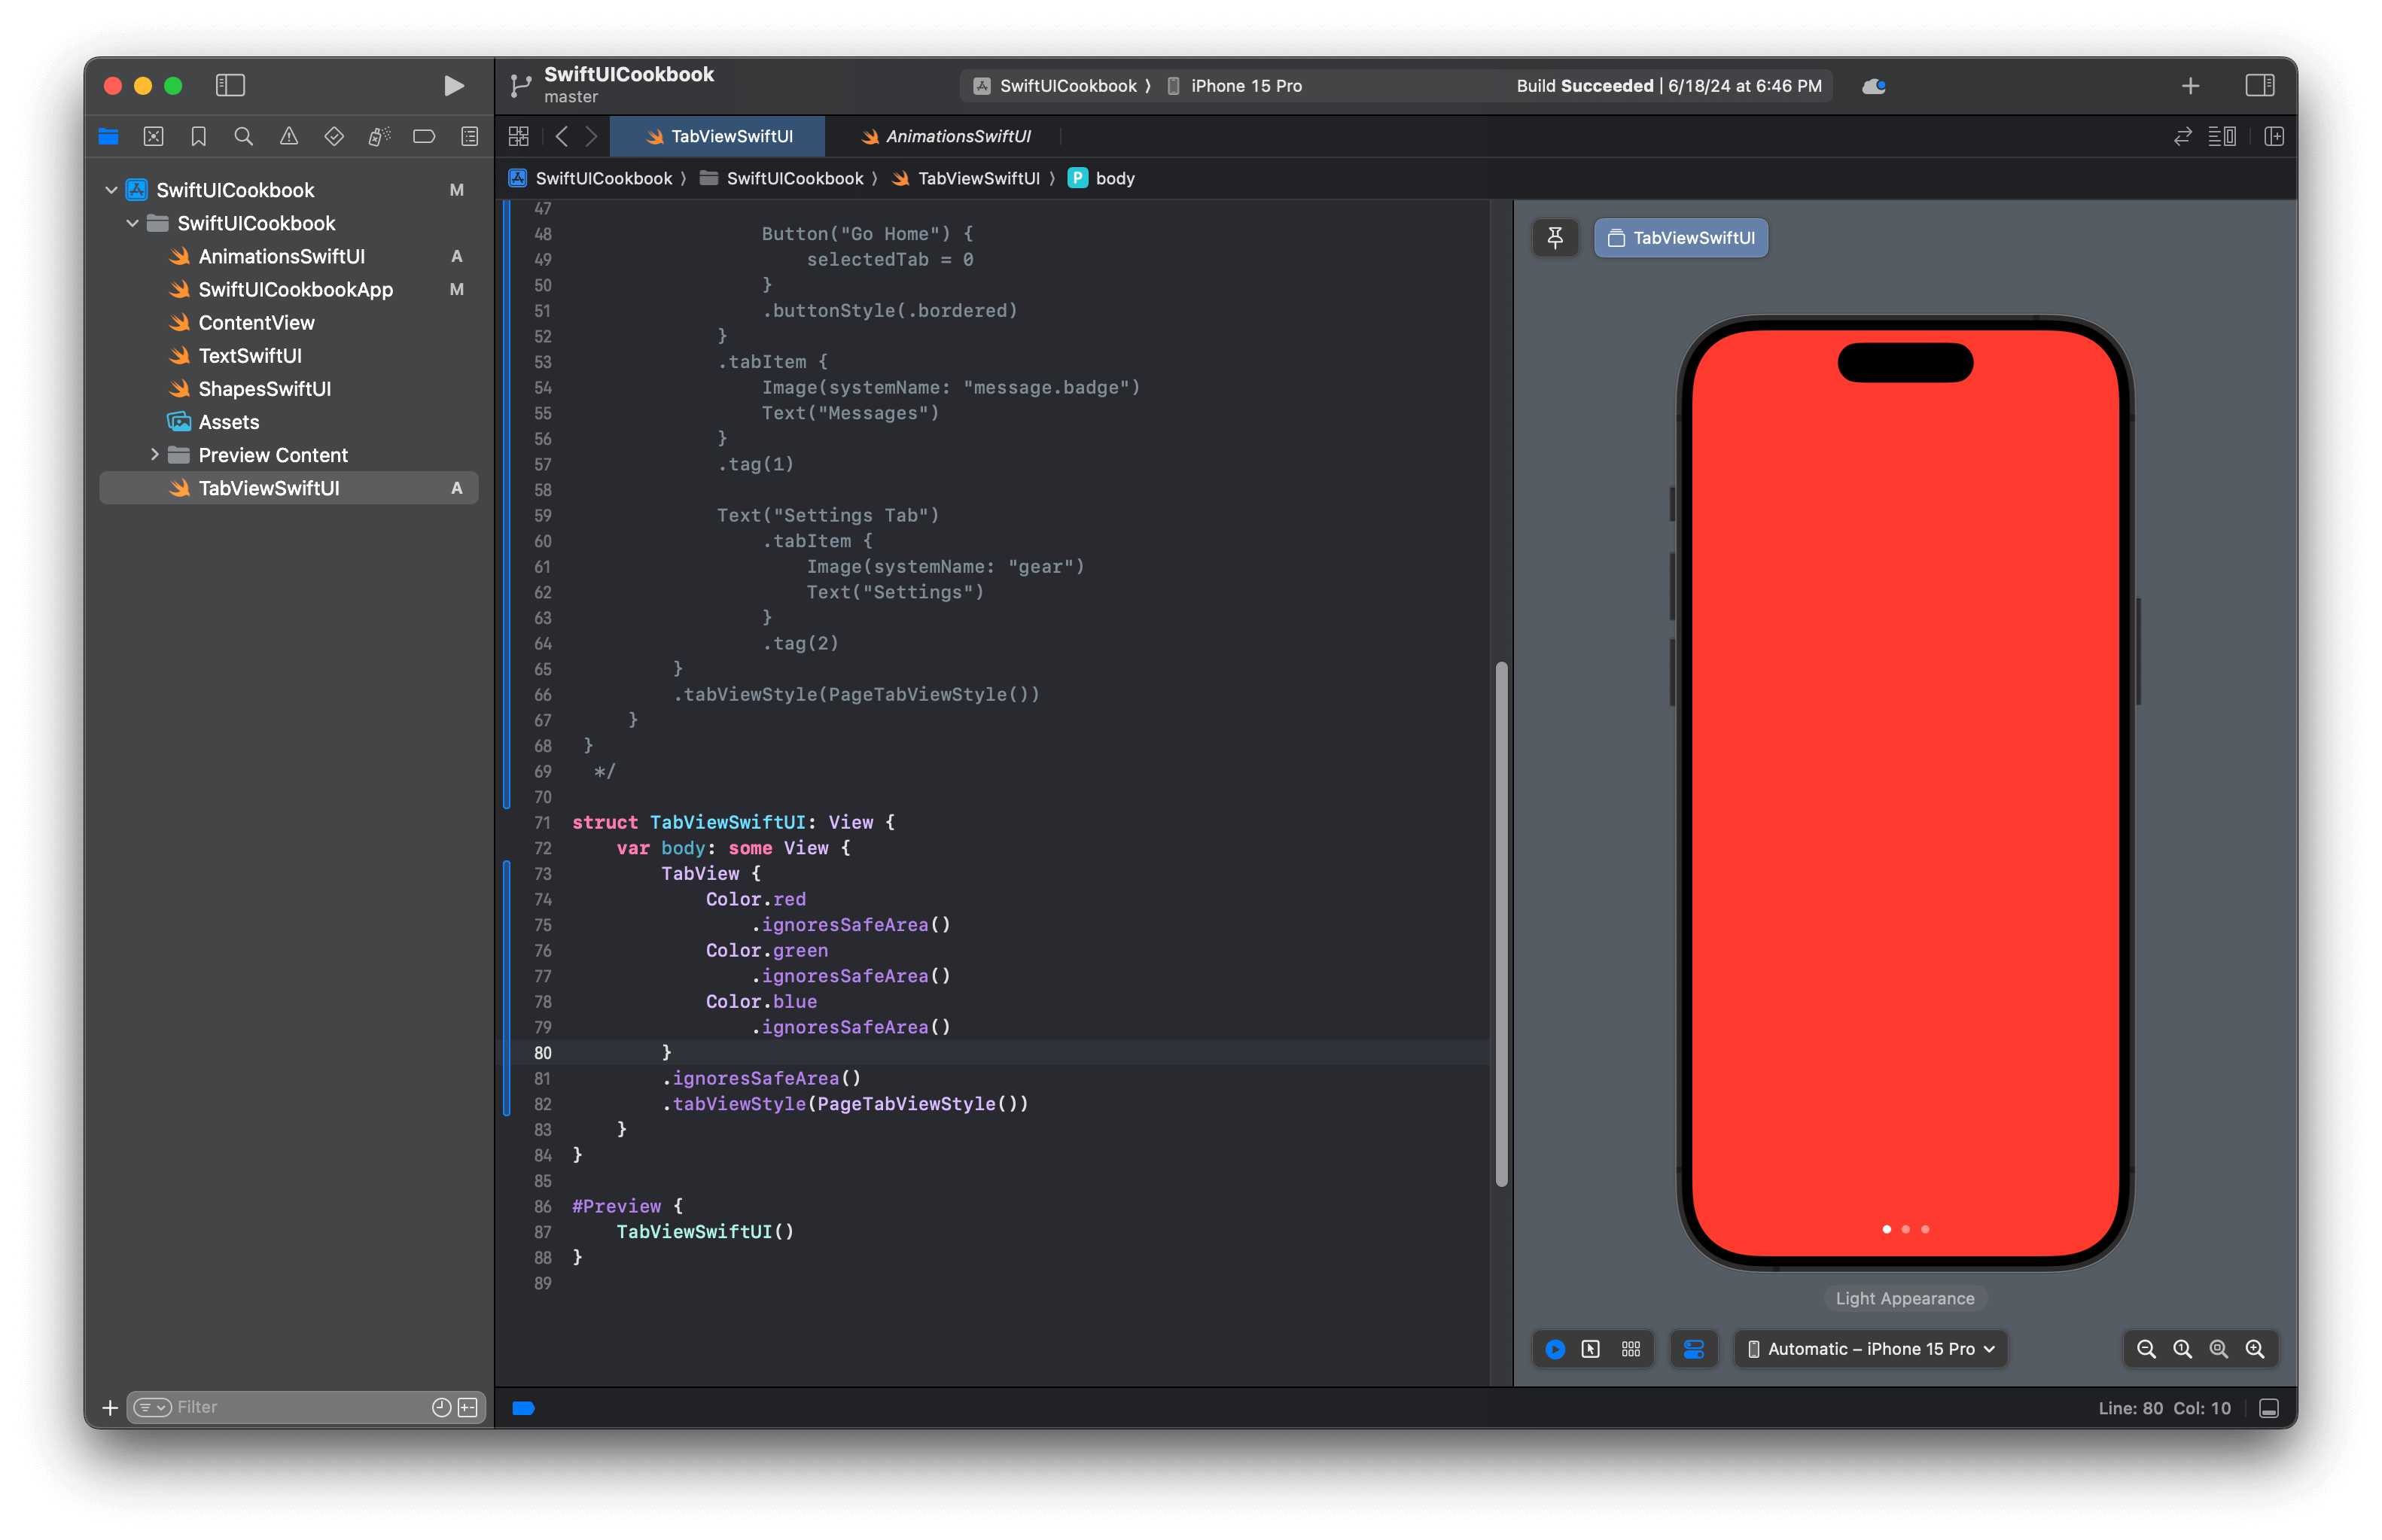 SwiftUICookbook
master
SwiftUICookbook ⟩ iPhone 15 Pro
Build Succeeded | 6/18/24 at 6:46 PM
TabViewSwiftUI
AnimationsSwiftUI
SwiftUICookbook ⟩ SwiftUICookbook ⟩ TabViewSwiftUI ⟩ P body
SwiftUICookbook M
SwiftUICookbook
AnimationsSwiftUI A
SwiftUICookbookApp M
ContentView
TextSwiftUI
ShapesSwiftUI
Assets
Preview Content
TabViewSwiftUI A
Filter
47
48 Button("Go Home") {
49 selectedTab = 0
50 }
51 .buttonStyle(.bordered)
52 }
53 .tabItem {
54 Image(systemName: "message.badge")
55 Text("Messages")
56 }
57 .tag(1)
58
59 Text("Settings Tab")
60 .tabItem {
61 Image(systemName: "gear")
62 Text("Settings")
63 }
64 .tag(2)
65 }
66 .tabViewStyle(PageTabViewStyle())
67 }
68 }
69 */
70
71 struct TabViewSwiftUI: View {
72 var body: some View {
73 TabView {
74 Color.red
75 .ignoresSafeArea()
76 Color.green
77 .ignoresSafeArea()
78 Color.blue
79 .ignoresSafeArea()
80 }
81 .ignoresSafeArea()
82 .tabViewStyle(PageTabViewStyle())
83 }
84 }
85
86 #Preview {
87 TabViewSwiftUI()
88 }
89
TabViewSwiftUI
Light Appearance
Automatic – iPhone 15 Pro
Line: 80 Col: 10